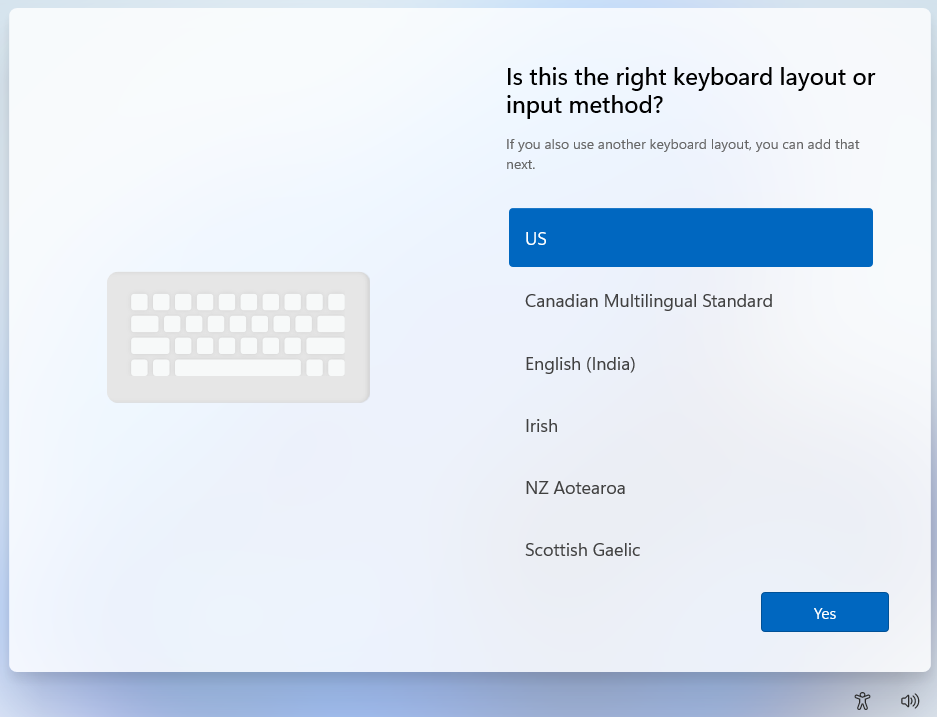 Is this the right keyboard layout or
input method?
If you also use another keyboard layout, you can add that
next.
US
Canadian Multilingual Standard
English (India)
Irish
NZ Aotearoa
Scottish Gaelic
Yes